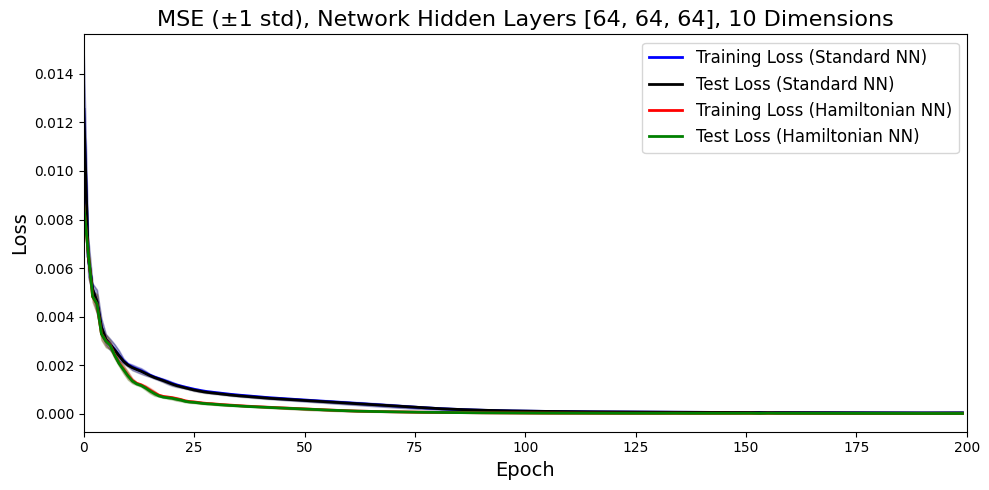 MSE (±1 std), Network Hidden Layers [64, 64, 64], 10 Dimensions
Training Loss (Standard NN)
Test Loss (Standard NN)
Training Loss (Hamiltonian NN)
Test Loss (Hamiltonian NN)
Loss
0.014
0.012
0.010
0.008
0.006
0.004
0.002
0.000
0 25 50 75 100 125 150 175 200
Epoch